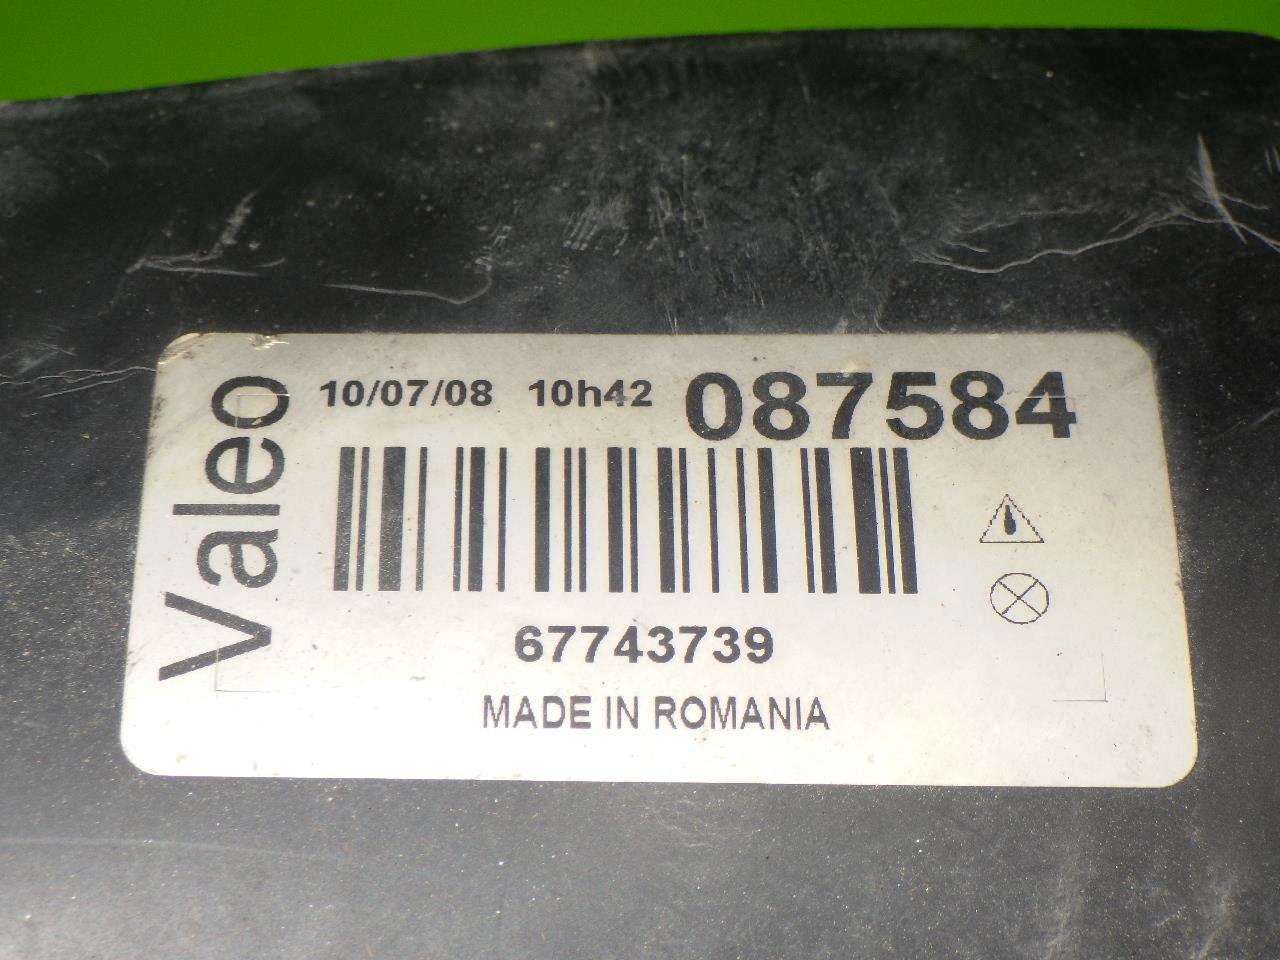 Valeo
10/07/08 10h42 087584
67743739
MADE IN ROMANIA